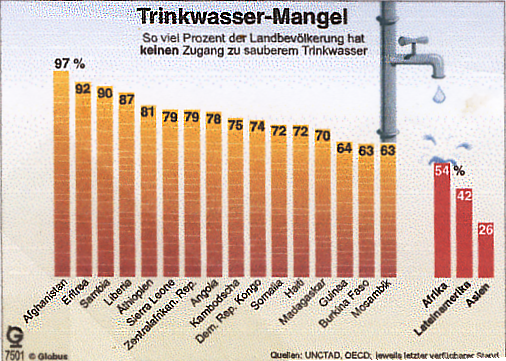 Trinkwasser-Mangel
So viel Prozent der Landbevölkerung hat
keinen Zugang zu sauberem Trinkwasser
97 %
92
90
87
81
79
79
78
75
74
72
72
70
64
63
63
54 %
42
26
Afghanistan
Eritrea
Sambia
Liberia
Äthiopien
Sierra Leone
Zentralafrikan. Rep.
Angola
Kambodscha
Dem. Rep. Kongo
Somalia
Haiti
Madagaskar
Guinea
Burkina Faso
Mosambik
Afrika
Lateinamerika
Asien
G
7501 © Globus
Quellen: UNCTAD, OECD; jeweils letzter verfügbarer Stand